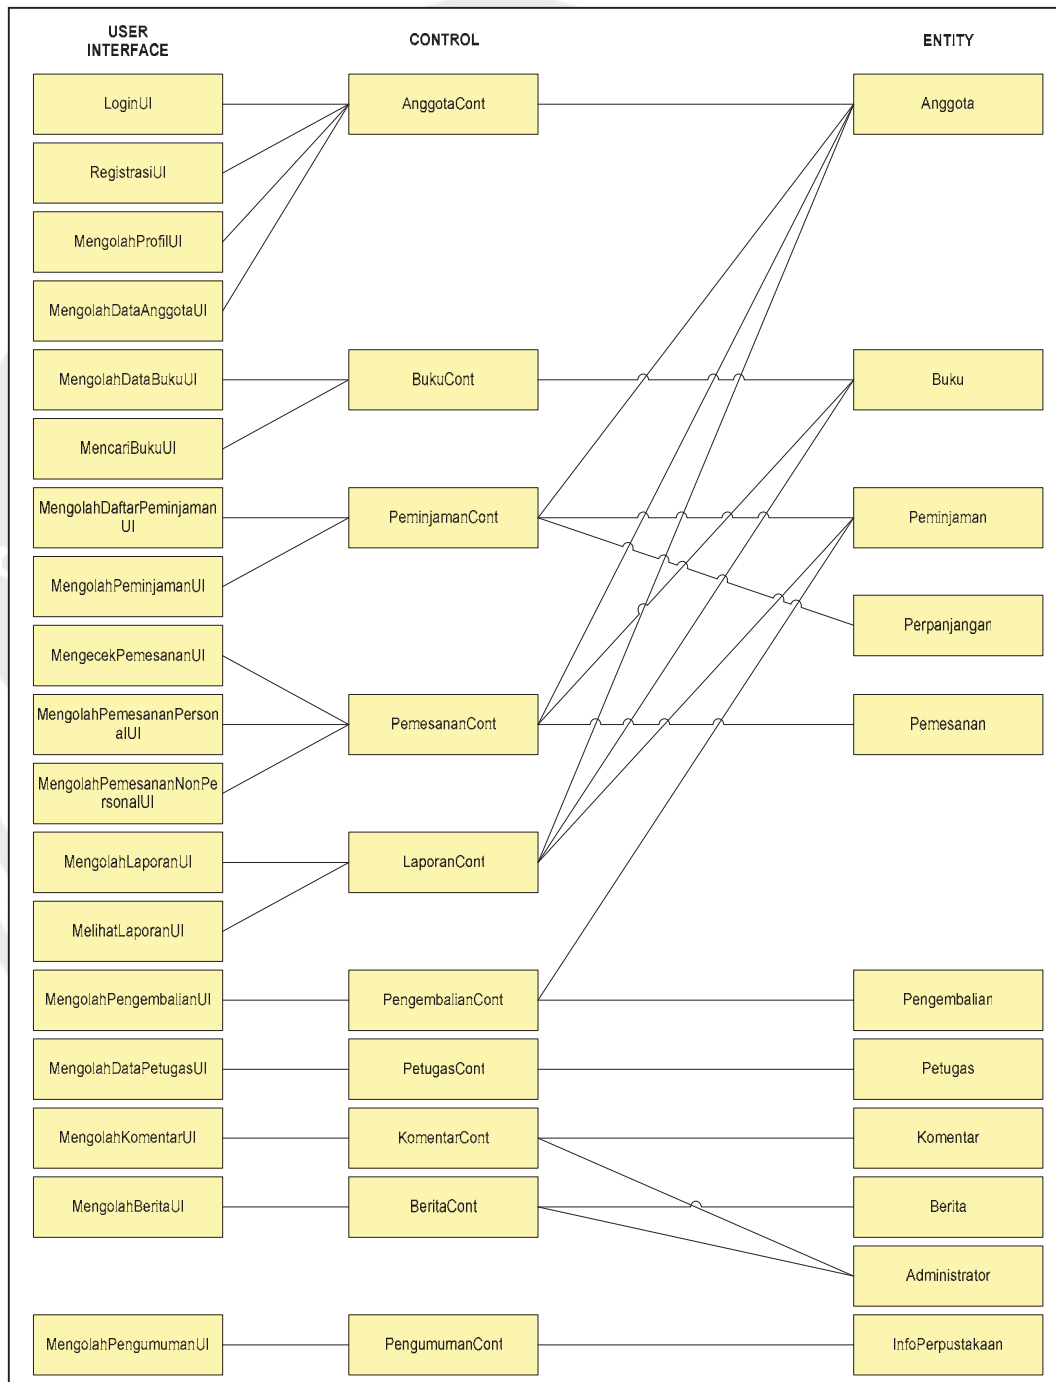 USER
INTERFACE
CONTROL
ENTITY
LoginUI
AnggotaCont
Anggota
RegistrasiUI
MengolahProfilUI
MengolahDataAnggotaUI
MengolahDataBukuUI
BukuCont
Buku
MencariBukuUI
MengolahDaftarPeminjaman
UI
PeminjamanCont
Peminjaman
MengolahPeminjamanUI
Perpanjangan
MengecekPemesananUI
MengolahPemesananPerson
alUI
PemesananCont
Pemesanan
MengolahPemesananNonPe
rsonalUI
MengolahLaporanUI
LaporanCont
MelihatLaporanUI
MengolahPengembalianUI
PengembalianCont
Pengembalian
MengolahDataPetugasUI
PetugasCont
Petugas
MengolahKomentarUI
KomentarCont
Komentar
MengolahBeritaUI
BeritaCont
Berita
Administrator
MengolahPengumumanUI
PengumumanCont
InfoPerpustakaan